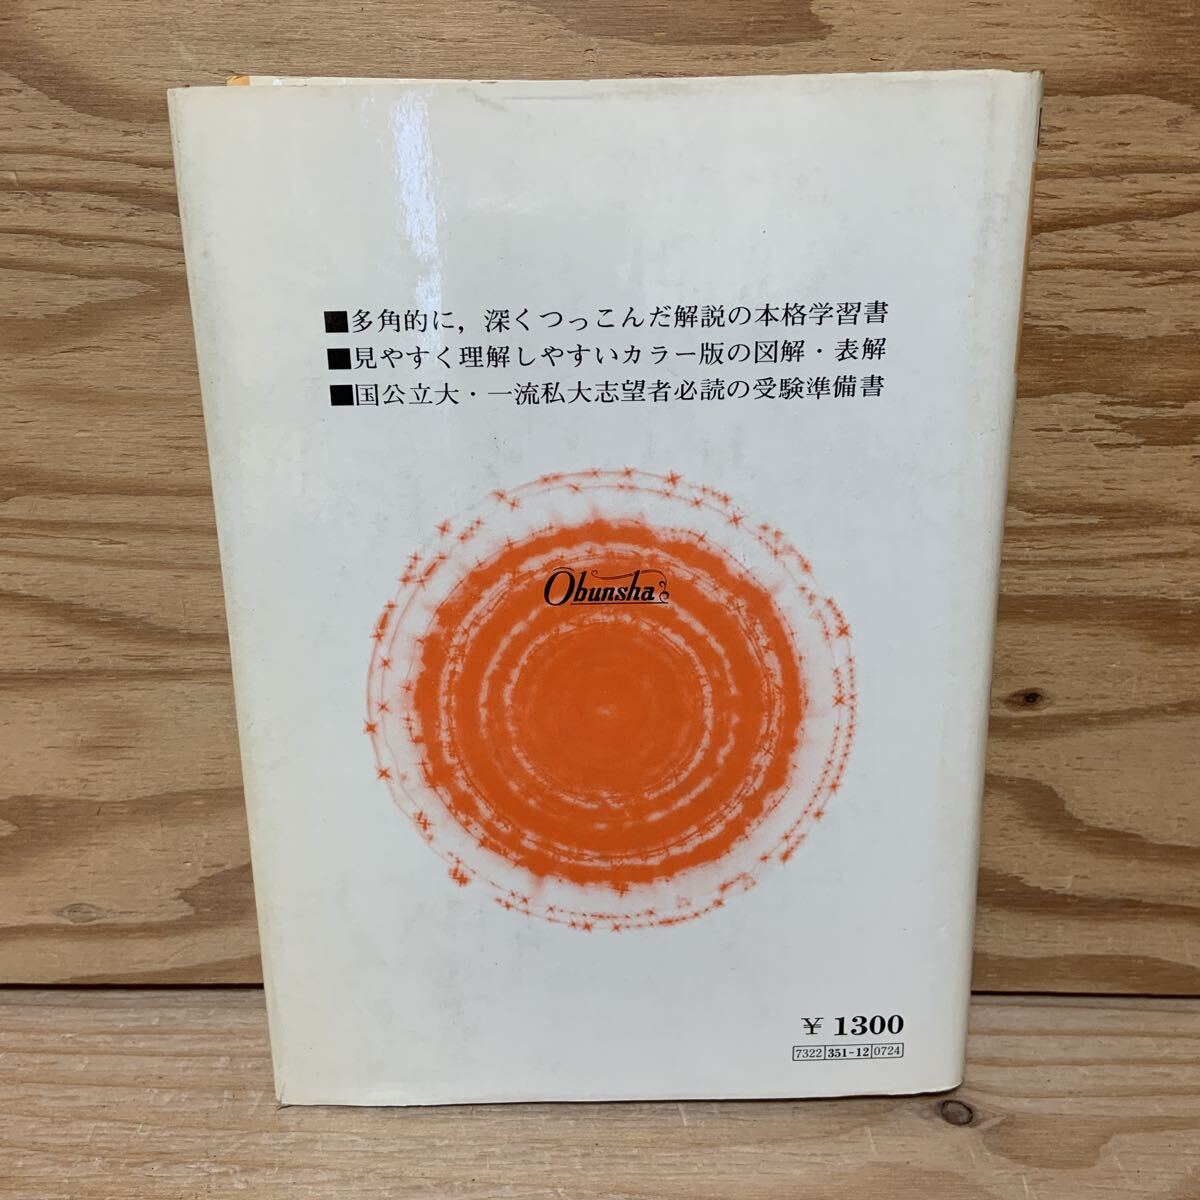 ■多角的に，深くつっこんだ解説の本格学習書
■見やすく理解しやすいカラー版の図解・表解
■国公立大・一流私大志望者必読の受験準備書
Obunsha
¥ 1300
7322 351-12 0724